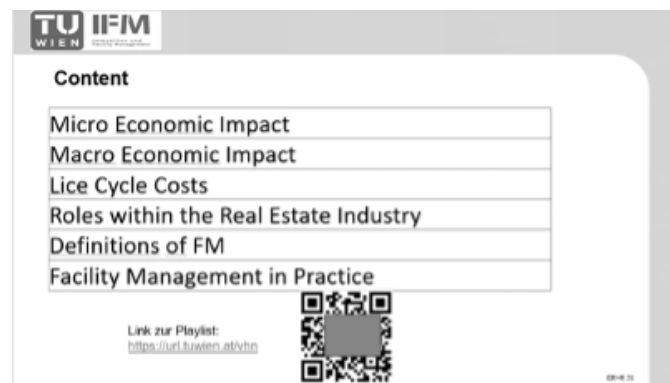 TU
WIEN
IFM
Content
Micro Economic Impact
Macro Economic Impact
Lice Cycle Costs
Roles within the Real Estate Industry
Definitions of FM
Facility Management in Practice
Link zur Playlist:
https://url.tuwien.at/vhn